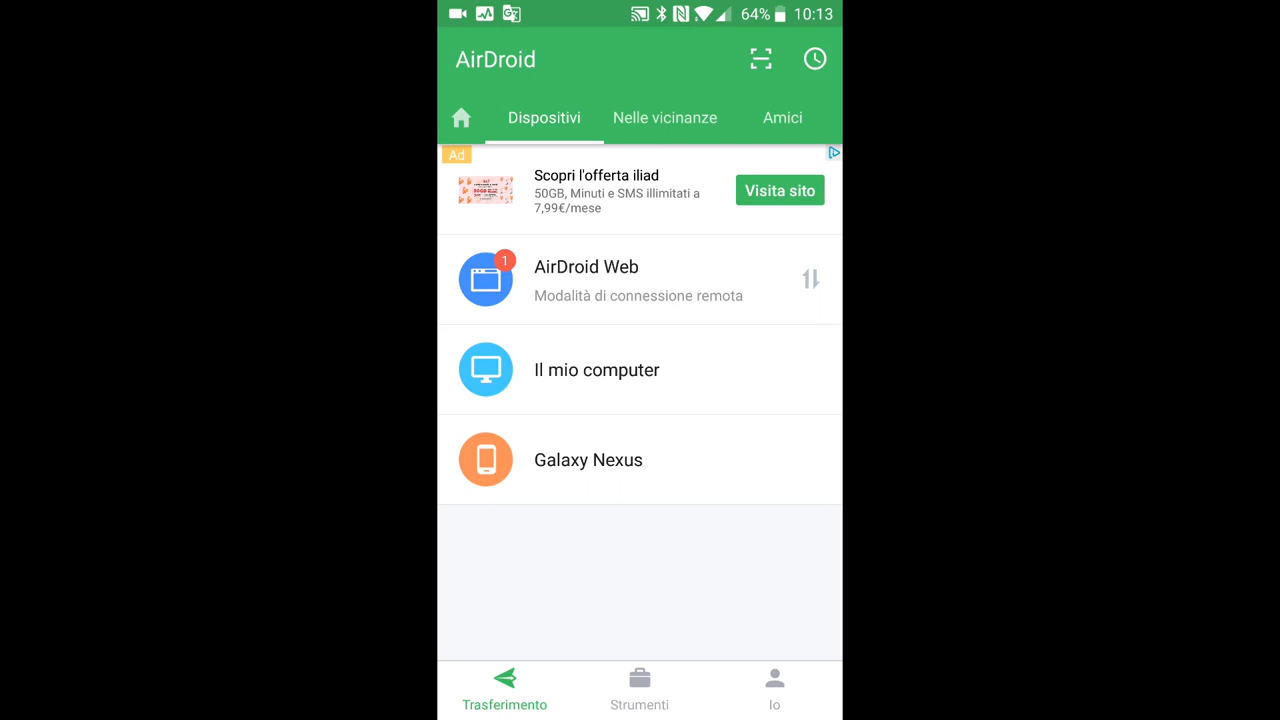 64% 10:13
AirDroid
Dispositivi Nelle vicinanze Amici
Ad
Scopri l'offerta iliad
50GB, Minuti e SMS illimitati a
7,99€/mese
Visita sito
1
AirDroid Web
Modalità di connessione remota
Il mio computer
Galaxy Nexus
Trasferimento Strumenti Io